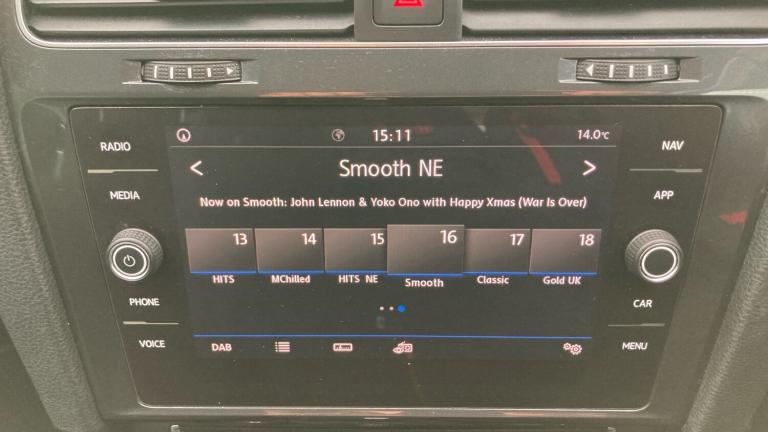 RADIO
MEDIA
PHONE
VOICE
15:11
14.0°C
< Smooth NE >
Now on Smooth: John Lennon & Yoko Ono with Happy Xmas (War Is Over)
13 14 15 16 17 18
HITS MChilled HITS NE Smooth Classic Gold UK
DAB
NAV
APP
CAR
MENU